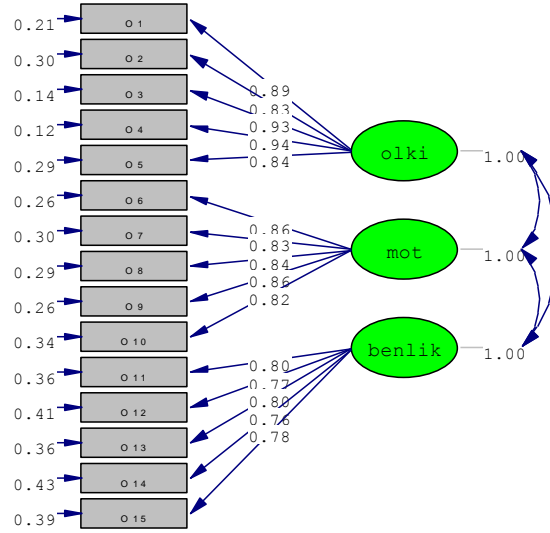 0.21 O 1
0.30 O 2
0.14 O 3
0.12 O 4
0.29 O 5
0.26 O 6
0.30 O 7
0.29 O 8
0.26 O 9
0.34 O 10
0.36 O 11
0.41 O 12
0.36 O 13
0.43 O 14
0.39 O 15
0.89
0.83
0.93
0.94
0.84
0.86
0.83
0.84
0.86
0.82
0.80
0.77
0.80
0.76
0.78
olki 1.00
mot 1.00
benlik 1.00